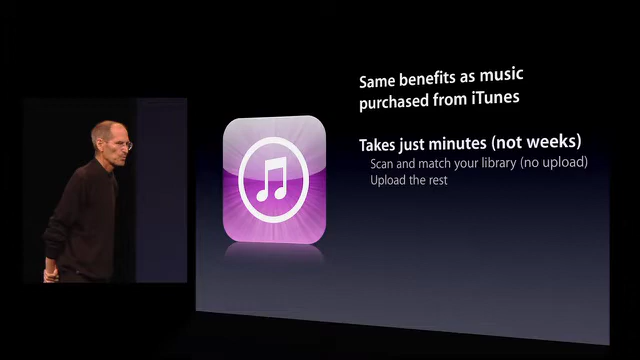 Same benefits as music
purchased from iTunes
Takes just minutes (not weeks)
Scan and match your library (no upload)
Upload the rest